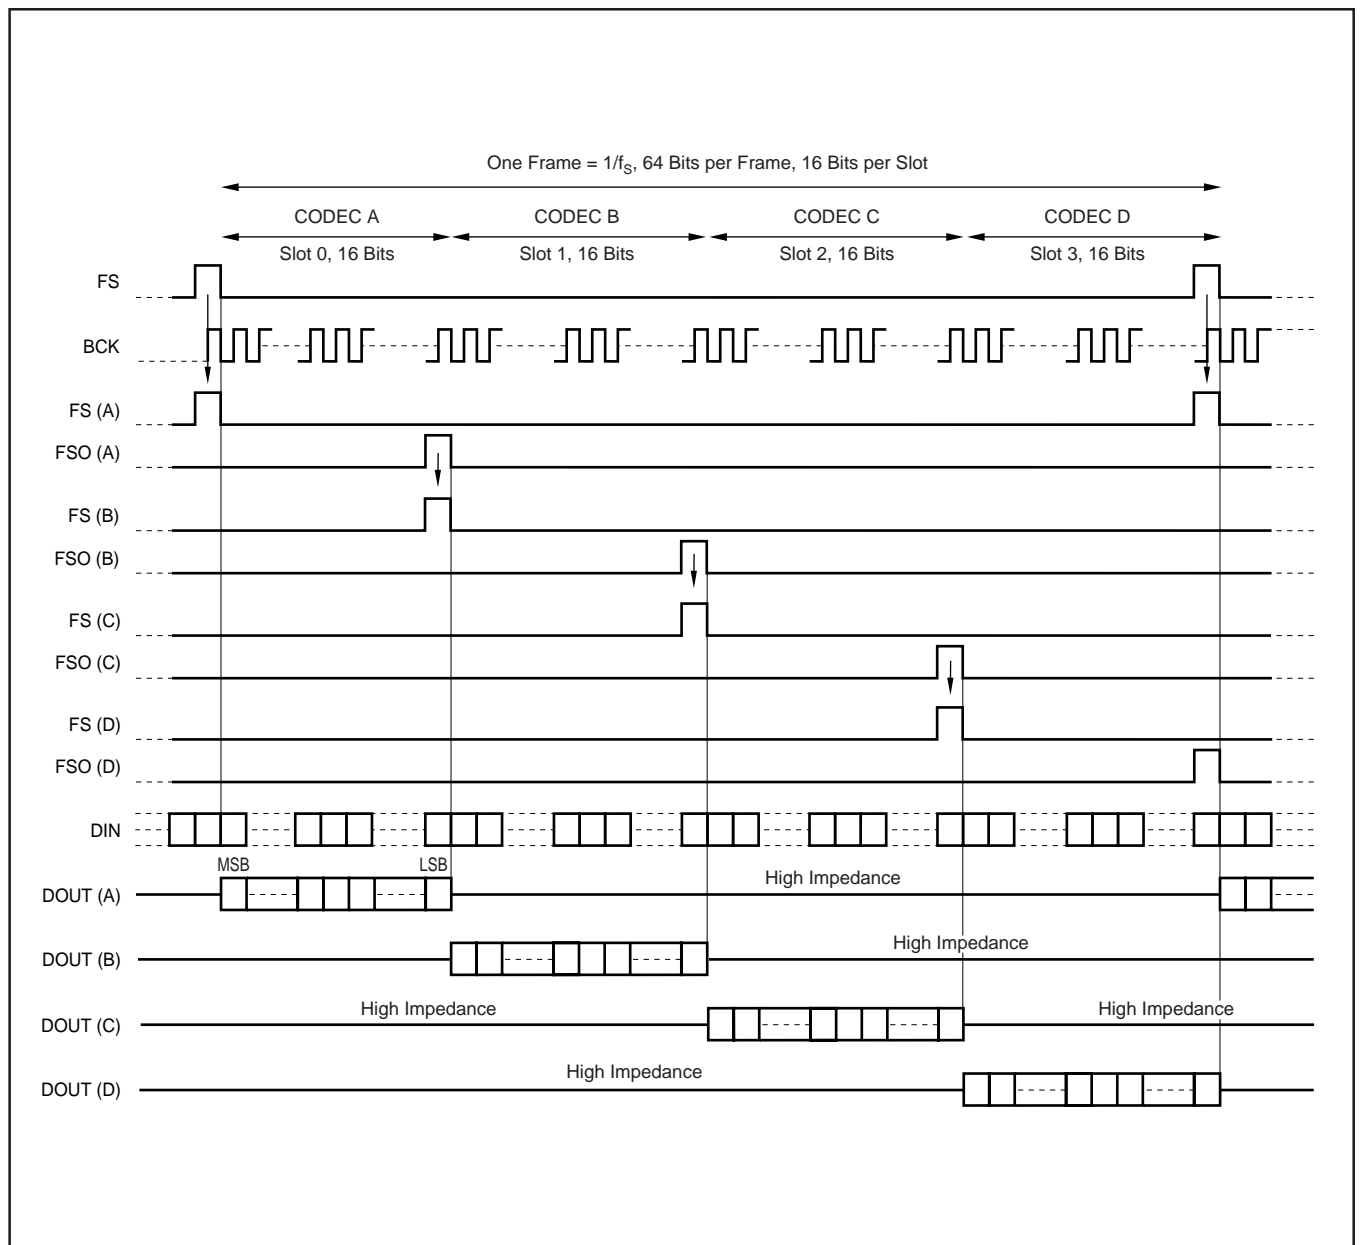 One Frame = 1/fS, 64 Bits per Frame, 16 Bits per Slot
CODEC A CODEC B CODEC C CODEC D
Slot 0, 16 Bits Slot 1, 16 Bits Slot 2, 16 Bits Slot 3, 16 Bits
FS
BCK
FS (A)
FSO (A)
FS (B)
FSO (B)
FS (C)
FSO (C)
FS (D)
FSO (D)
DIN
MSB LSB
DOUT (A) High Impedance
DOUT (B) High Impedance
DOUT (C) High Impedance High Impedance
DOUT (D) High Impedance